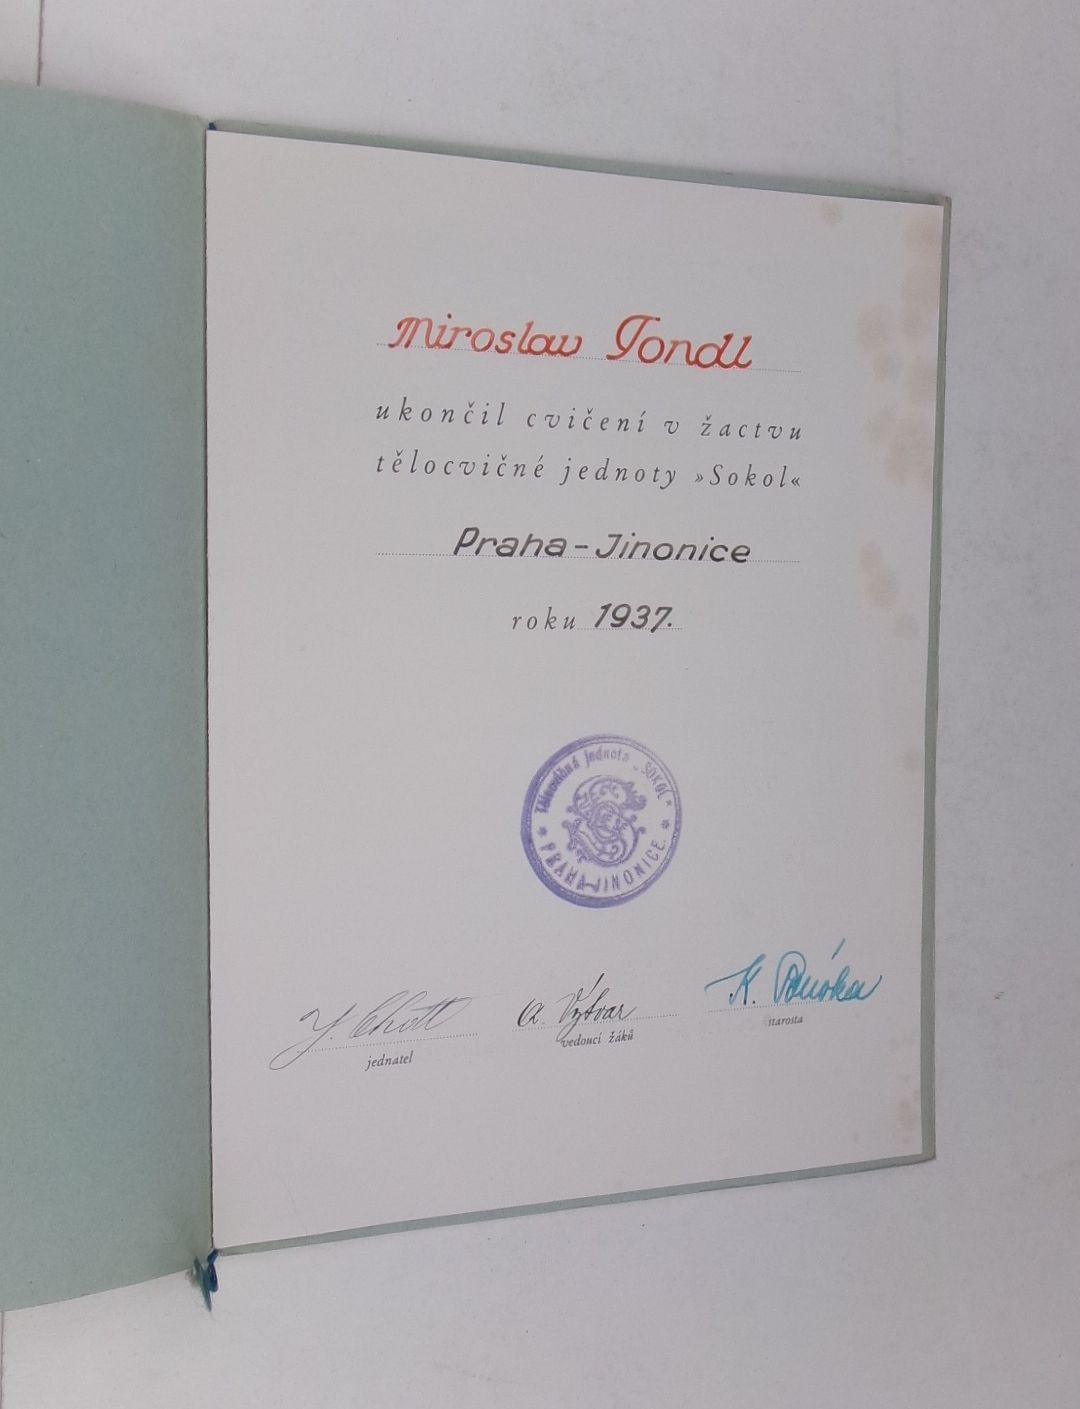 Miroslav Tondl
ukončil cvičení v žactvu
tělocvičné jednoty »Sokol«
Praha-Jinonice
roku 1937.
Tělocvičná jednota „SOKOL"
* PRAHA-JINONICE. *
A. Výtvar
K.
jednatel
vedoucí žáků
starosta